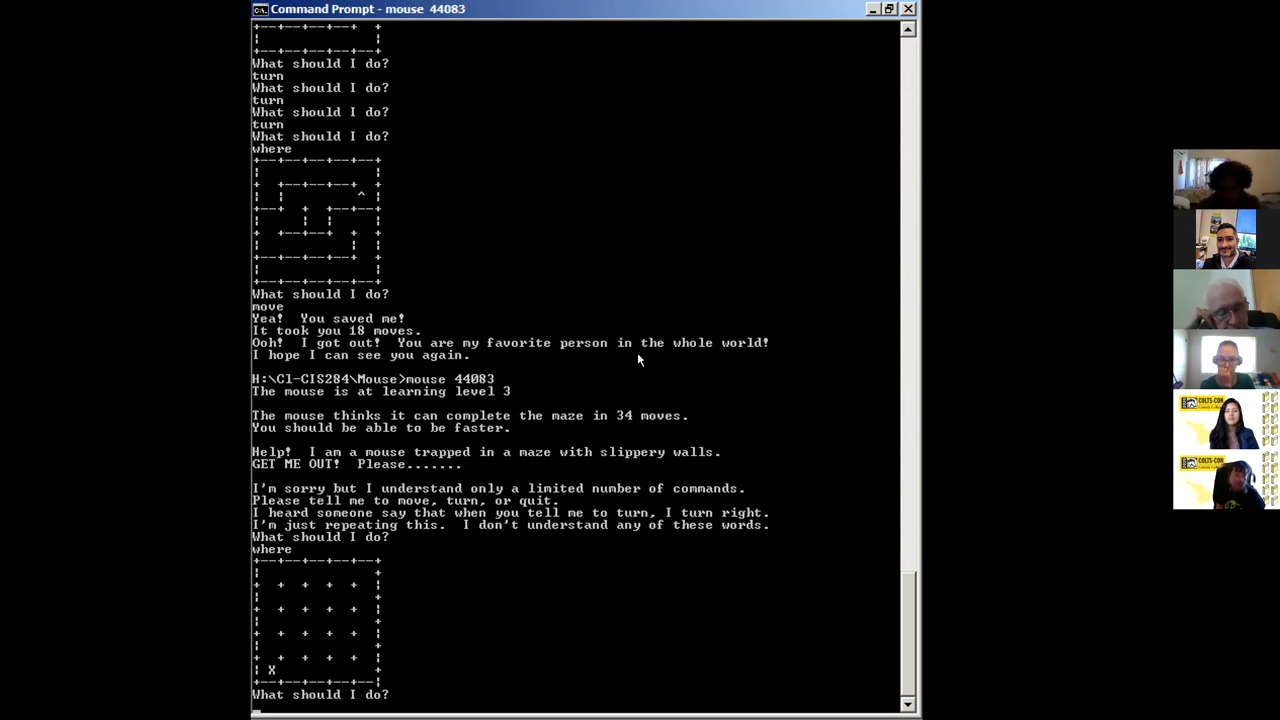 Command Prompt - mouse 44083
+--+--+--+--+  +
¦              ¦
+--+--+--+--+--+
What should I do?
turn
What should I do?
turn
What should I do?
turn
What should I do?
where
+--+--+--+--+--+
¦              ¦
+  +--+--+--+  +
¦  ¦         ^ ¦
+--+  +  +--+--+
¦     ¦  ¦     ¦
+  +--+--+  +  +
¦           ¦  ¦
+--+--+--+--+  +
¦              ¦
+--+--+--+--+--+
What should I do?
move
Yea!  You saved me!
It took you 18 moves.
Ooh!  I got out!  You are my favorite person in the whole world!
I hope I can see you again.
H:\Cl-CIS284\Mouse>mouse 44083
The mouse is at learning level 3
The mouse thinks it can complete the maze in 34 moves.
You should be able to be faster.
Help!  I am a mouse trapped in a maze with slippery walls.
GET ME OUT!  Please.......
I'm sorry but I understand only a limited number of commands.
Please tell me to move, turn, or quit.
I heard someone say that when you tell me to turn, I turn right.
I'm just repeating this.  I don't understand any of these words.
What should I do?
where
+--+--+--+--+--+
¦              +
+  +  +  +  +  ¦
¦              +
+  +  +  +  +  ¦
¦              +
+  +  +  +  +  ¦
¦              +
+  +  +  +  +  ¦
¦ X            +
+--+--+--+--+--¦
What should I do?
COLTS-CON
COLTS-CON